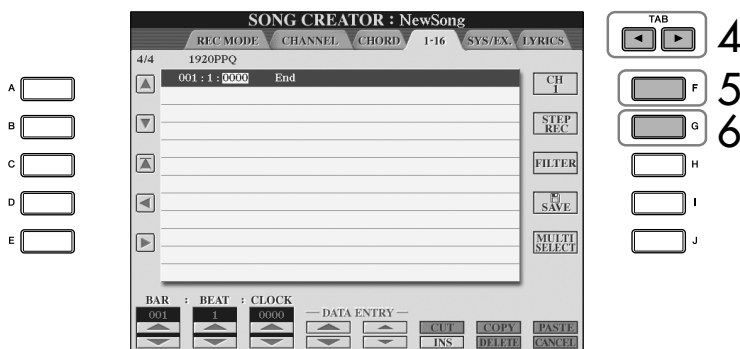 SONG CREATOR : NewSong
REC MODE CHANNEL CHORD 1-16 SYS/EX. LYRICS
TAB
4
4/4 1920PPQ
001 : 1 : 0000 End
CH 1
A
F
5
B
STEP REC
G
6
C
FILTER
H
D
SAVE
I
E
MULTI SELECT
J
BAR : BEAT : CLOCK
001 1 0000
DATA ENTRY
CUT COPY PASTE
INS DELETE CANCEL